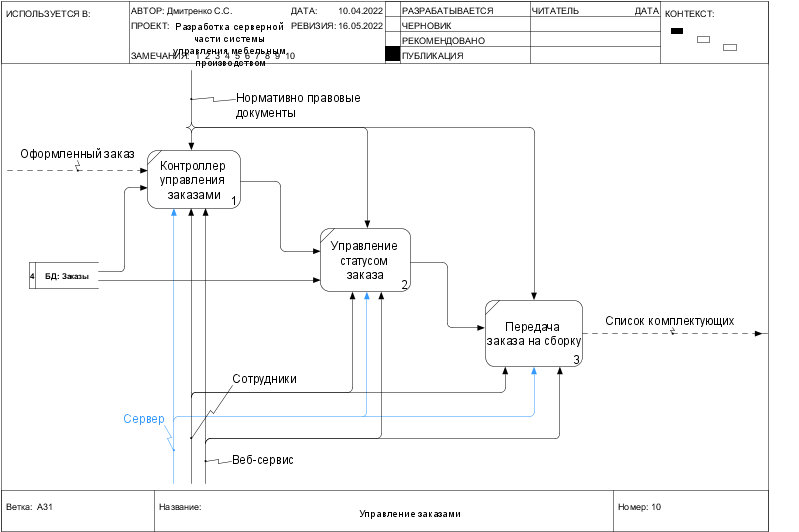 ИСПОЛЬЗУЕТСЯ В:
АВТОР: Дмитренко С.С.
ДАТА: 10.04.2022
ПРОЕКТ: Разработка серверной
части системы
управления мебельным
производством
РЕВИЗИЯ: 16.05.2022
ЗАМЕЧАНИЯ: 1 2 3 4 5 6 7 8 9 10
РАЗРАБАТЫВАЕТСЯ
ЧЕРНОВИК
РЕКОМЕНДОВАНО
ПУБЛИКАЦИЯ
ЧИТАТЕЛЬ ДАТА
КОНТЕКСТ:
Нормативно правовые
документы
Оформленный заказ
Контроллер
управления
заказами
1
Управление
статусом
заказа
2
4 БД: Заказы
Передача
заказа на сборку
3
Список комплектующих
Сотрудники
Сервер
Веб-сервис
Ветка: A31
Название:
Управление заказами
Номер: 10